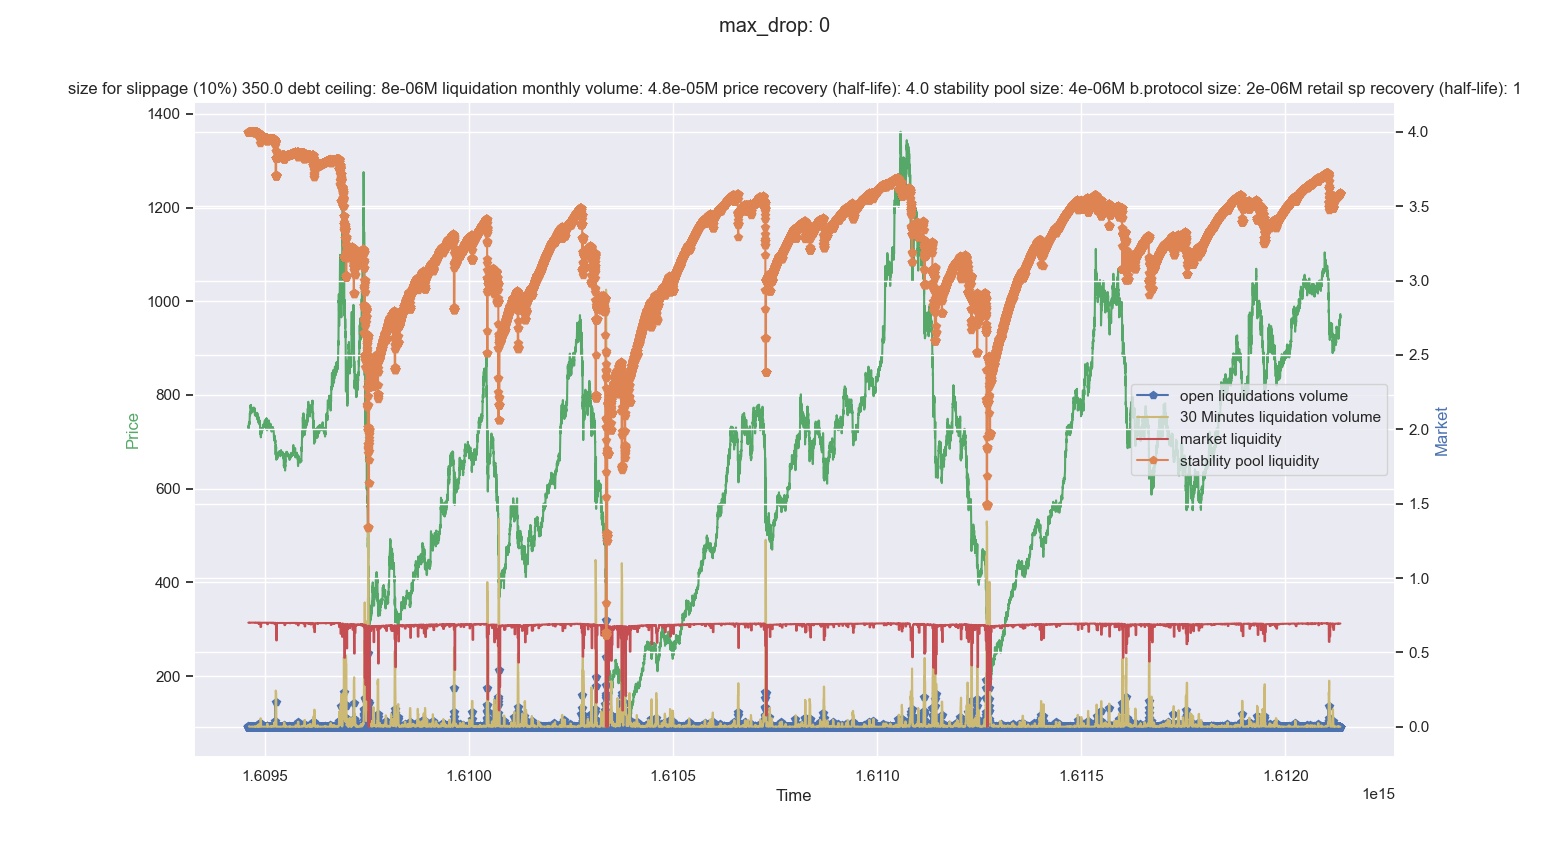 max_drop: 0
size for slippage (10%) 350.0 debt ceiling: 8e-06M liquidation monthly volume: 4.8e-05M price recovery (half-life): 4.0 stability pool size: 4e-06M b.protocol size: 2e-06M retail sp recovery (half-life): 1
1400
1200
1000
800
600
400
200
Price
4.0
3.5
3.0
2.5
2.0
1.5
1.0
0.5
0.0
Market
open liquidations volume
30 Minutes liquidation volume
market liquidity
stability pool liquidity
1.6095 1.6100 1.6105 1.6110 1.6115 1.6120
Time
1e15